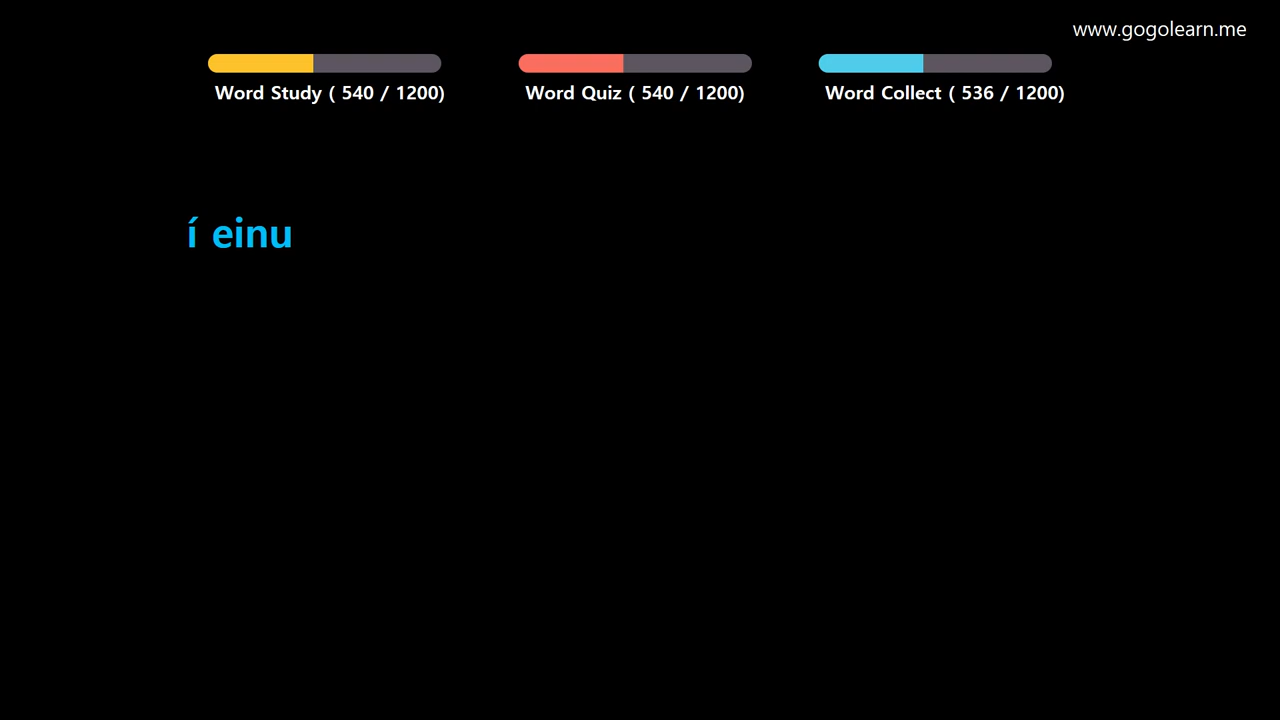 www.gogolearn.me
Word Study ( 540 / 1200)
Word Quiz ( 540 / 1200)
Word Collect ( 536 / 1200)
í einu